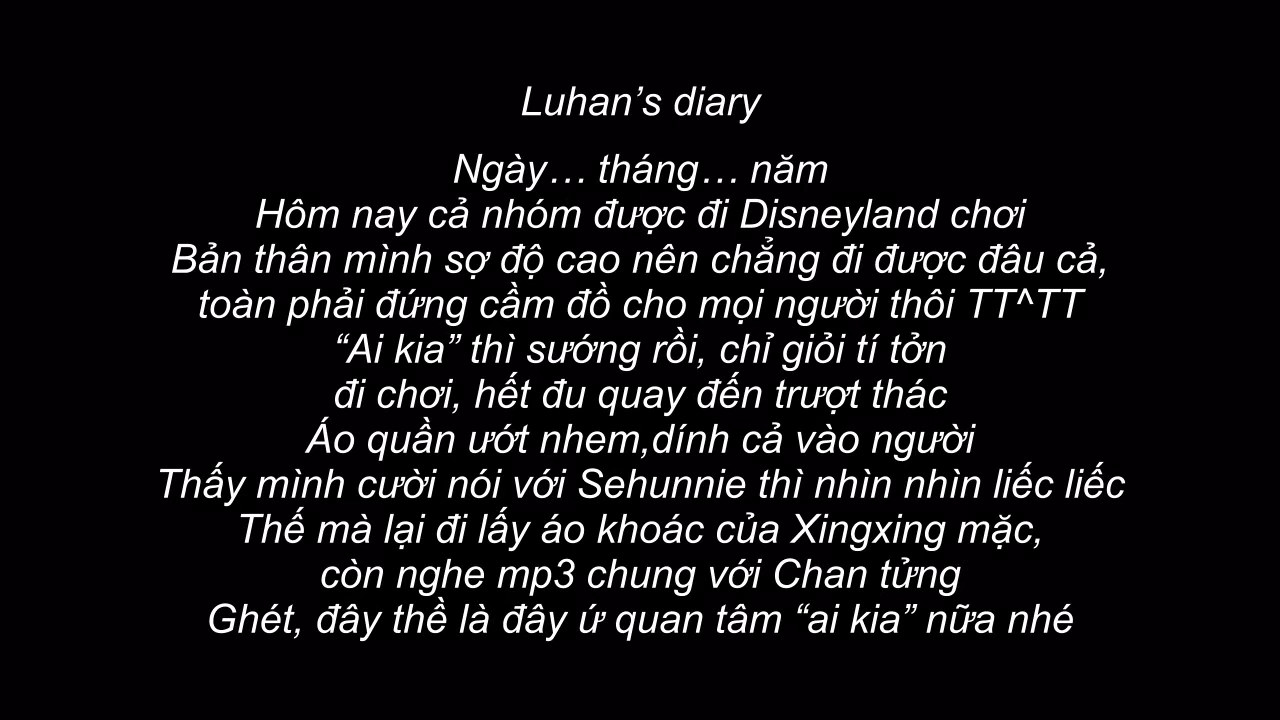 Luhan’s diary
Ngày… tháng… năm
Hôm nay cả nhóm được đi Disneyland chơi
Bản thân mình sợ độ cao nên chẳng đi được đâu cả,
toàn phải đứng cầm đồ cho mọi người thôi TT^TT
“Ai kia” thì sướng rồi, chỉ giỏi tí tởn
đi chơi, hết đu quay đến trượt thác
Áo quần ướt nhem,dính cả vào người
Thấy mình cười nói với Sehunnie thì nhìn nhìn liếc liếc
Thế mà lại đi lấy áo khoác của Xingxing mặc,
còn nghe mp3 chung với Chan tửng
Ghét, đây thề là đây ứ quan tâm “ai kia” nữa nhé